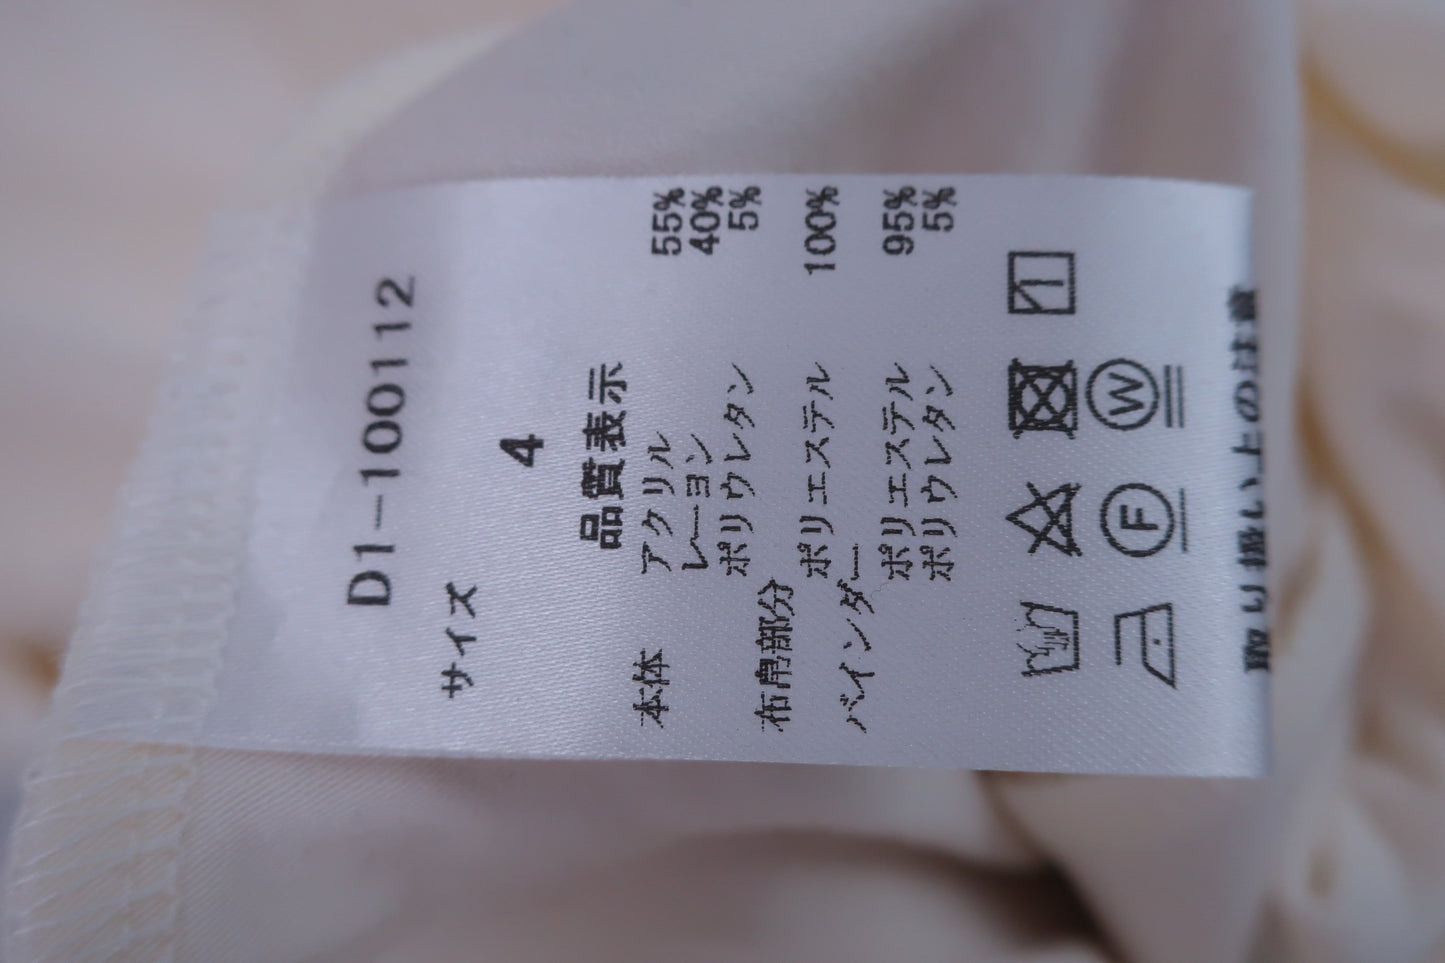 D1-100112
サイズ
4
品質表示
本体 アクリル 55%
レーヨン 40%
ポリウレタン 5%
布帛部分
ポリエステル 100%
バインダー
ポリエステル 95%
ポリウレタン 5%
F W
取り扱い上の注意